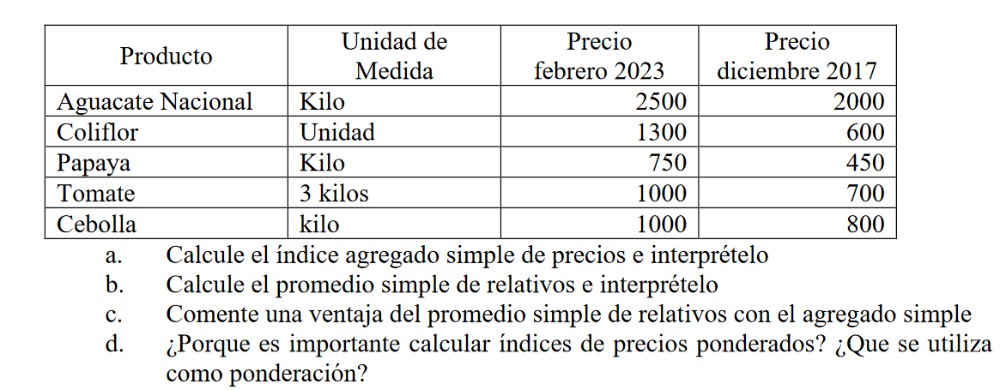 Producto Unidad de Medida Precio febrero 2023 Precio diciembre 2017
Aguacate Nacional Kilo 2500 2000
Coliflor Unidad 1300 600
Papaya Kilo 750 450
Tomate 3 kilos 1000 700
Cebolla kilo 1000 800
a. Calcule el índice agregado simple de precios e interprételo
b. Calcule el promedio simple de relativos e interprételo
c. Comente una ventaja del promedio simple de relativos con el agregado simple
d. ¿Porque es importante calcular índices de precios ponderados? ¿Que se utiliza
como ponderación?